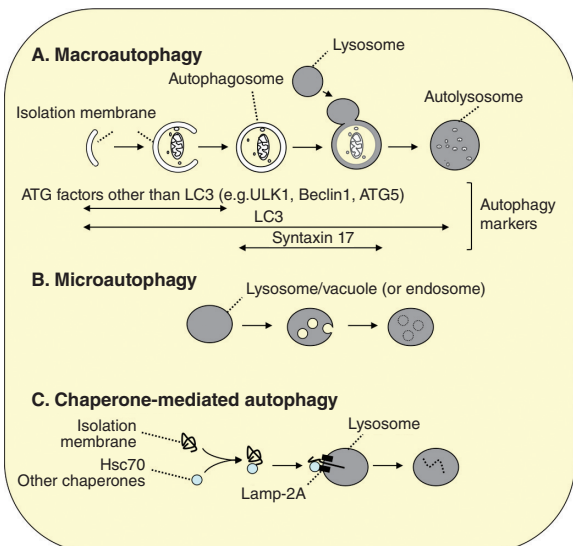 A. Macroautophagy
Lysosome
Autophagosome
Isolation membrane
Autolysosome
ATG factors other than LC3 (e.g.ULK1, Beclin1, ATG5)
LC3
Syntaxin 17
Autophagy
markers
B. Microautophagy
Lysosome/vacuole (or endosome)
C. Chaperone-mediated autophagy
Isolation
membrane
Hsc70
Other chaperones
Lysosome
Lamp-2A